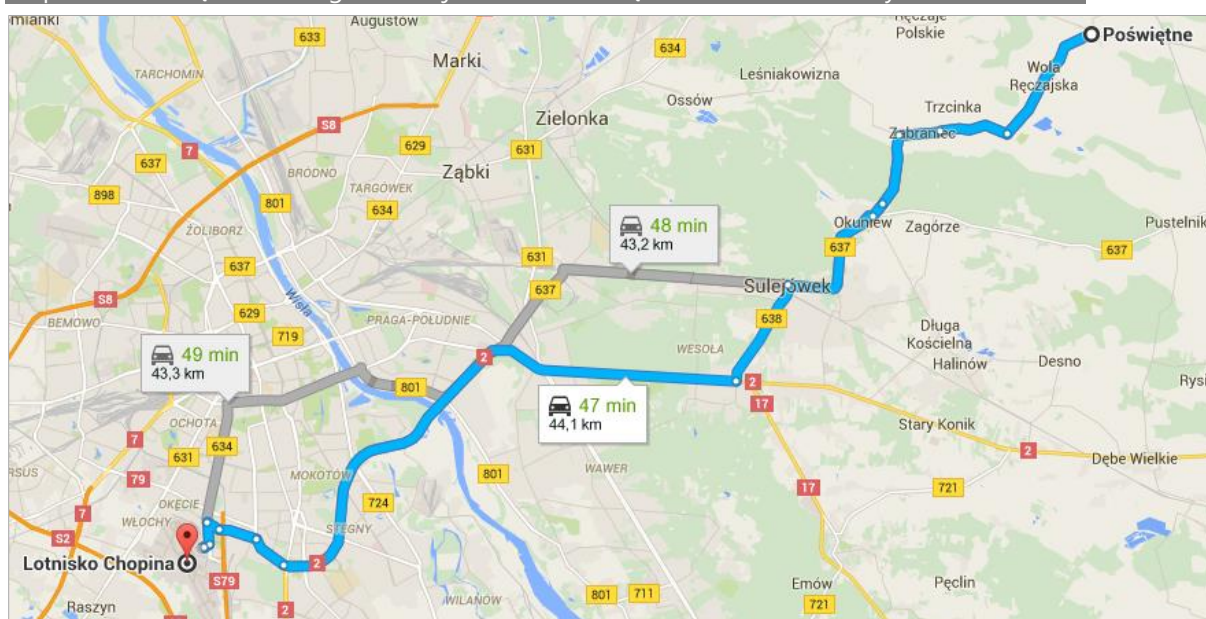 Augustów
633
Polskie
Poświętne
TARCHOMIN
Marki
634
Leśniakowizna
Wola
Ręczajska
7
S8
Ossów
Trzcinka
Zielonka
Zabraniec
637
629
631
BRÓDNO
Ząbki
898
801
TARGÓWEK
634
48 min
43,2 km
Okuniew
Zagórze
Pustelnik
ŻOLIBORZ
637
637
631
637
Sulejówek
S8
Wisła
637
629
PRAGA-POŁUDNIE
638
BEMOWO
719
Długa
Kościelna
49 min
43,3 km
2
WESOŁA
Halinów
Desno
801
2
47 min
44,1 km
17
OCHOTA
Stary Konik
7
634
631
2
Dębe Wielkie
79
MOKOTÓW
801
WAWER
17
721
724
OKĘCIE
7
WŁOCHY
STEGNY
S2
Lotnisko Chopina
2
S79
Emów
Pęclin
Raszyn
2
WILANÓW
801
711
721